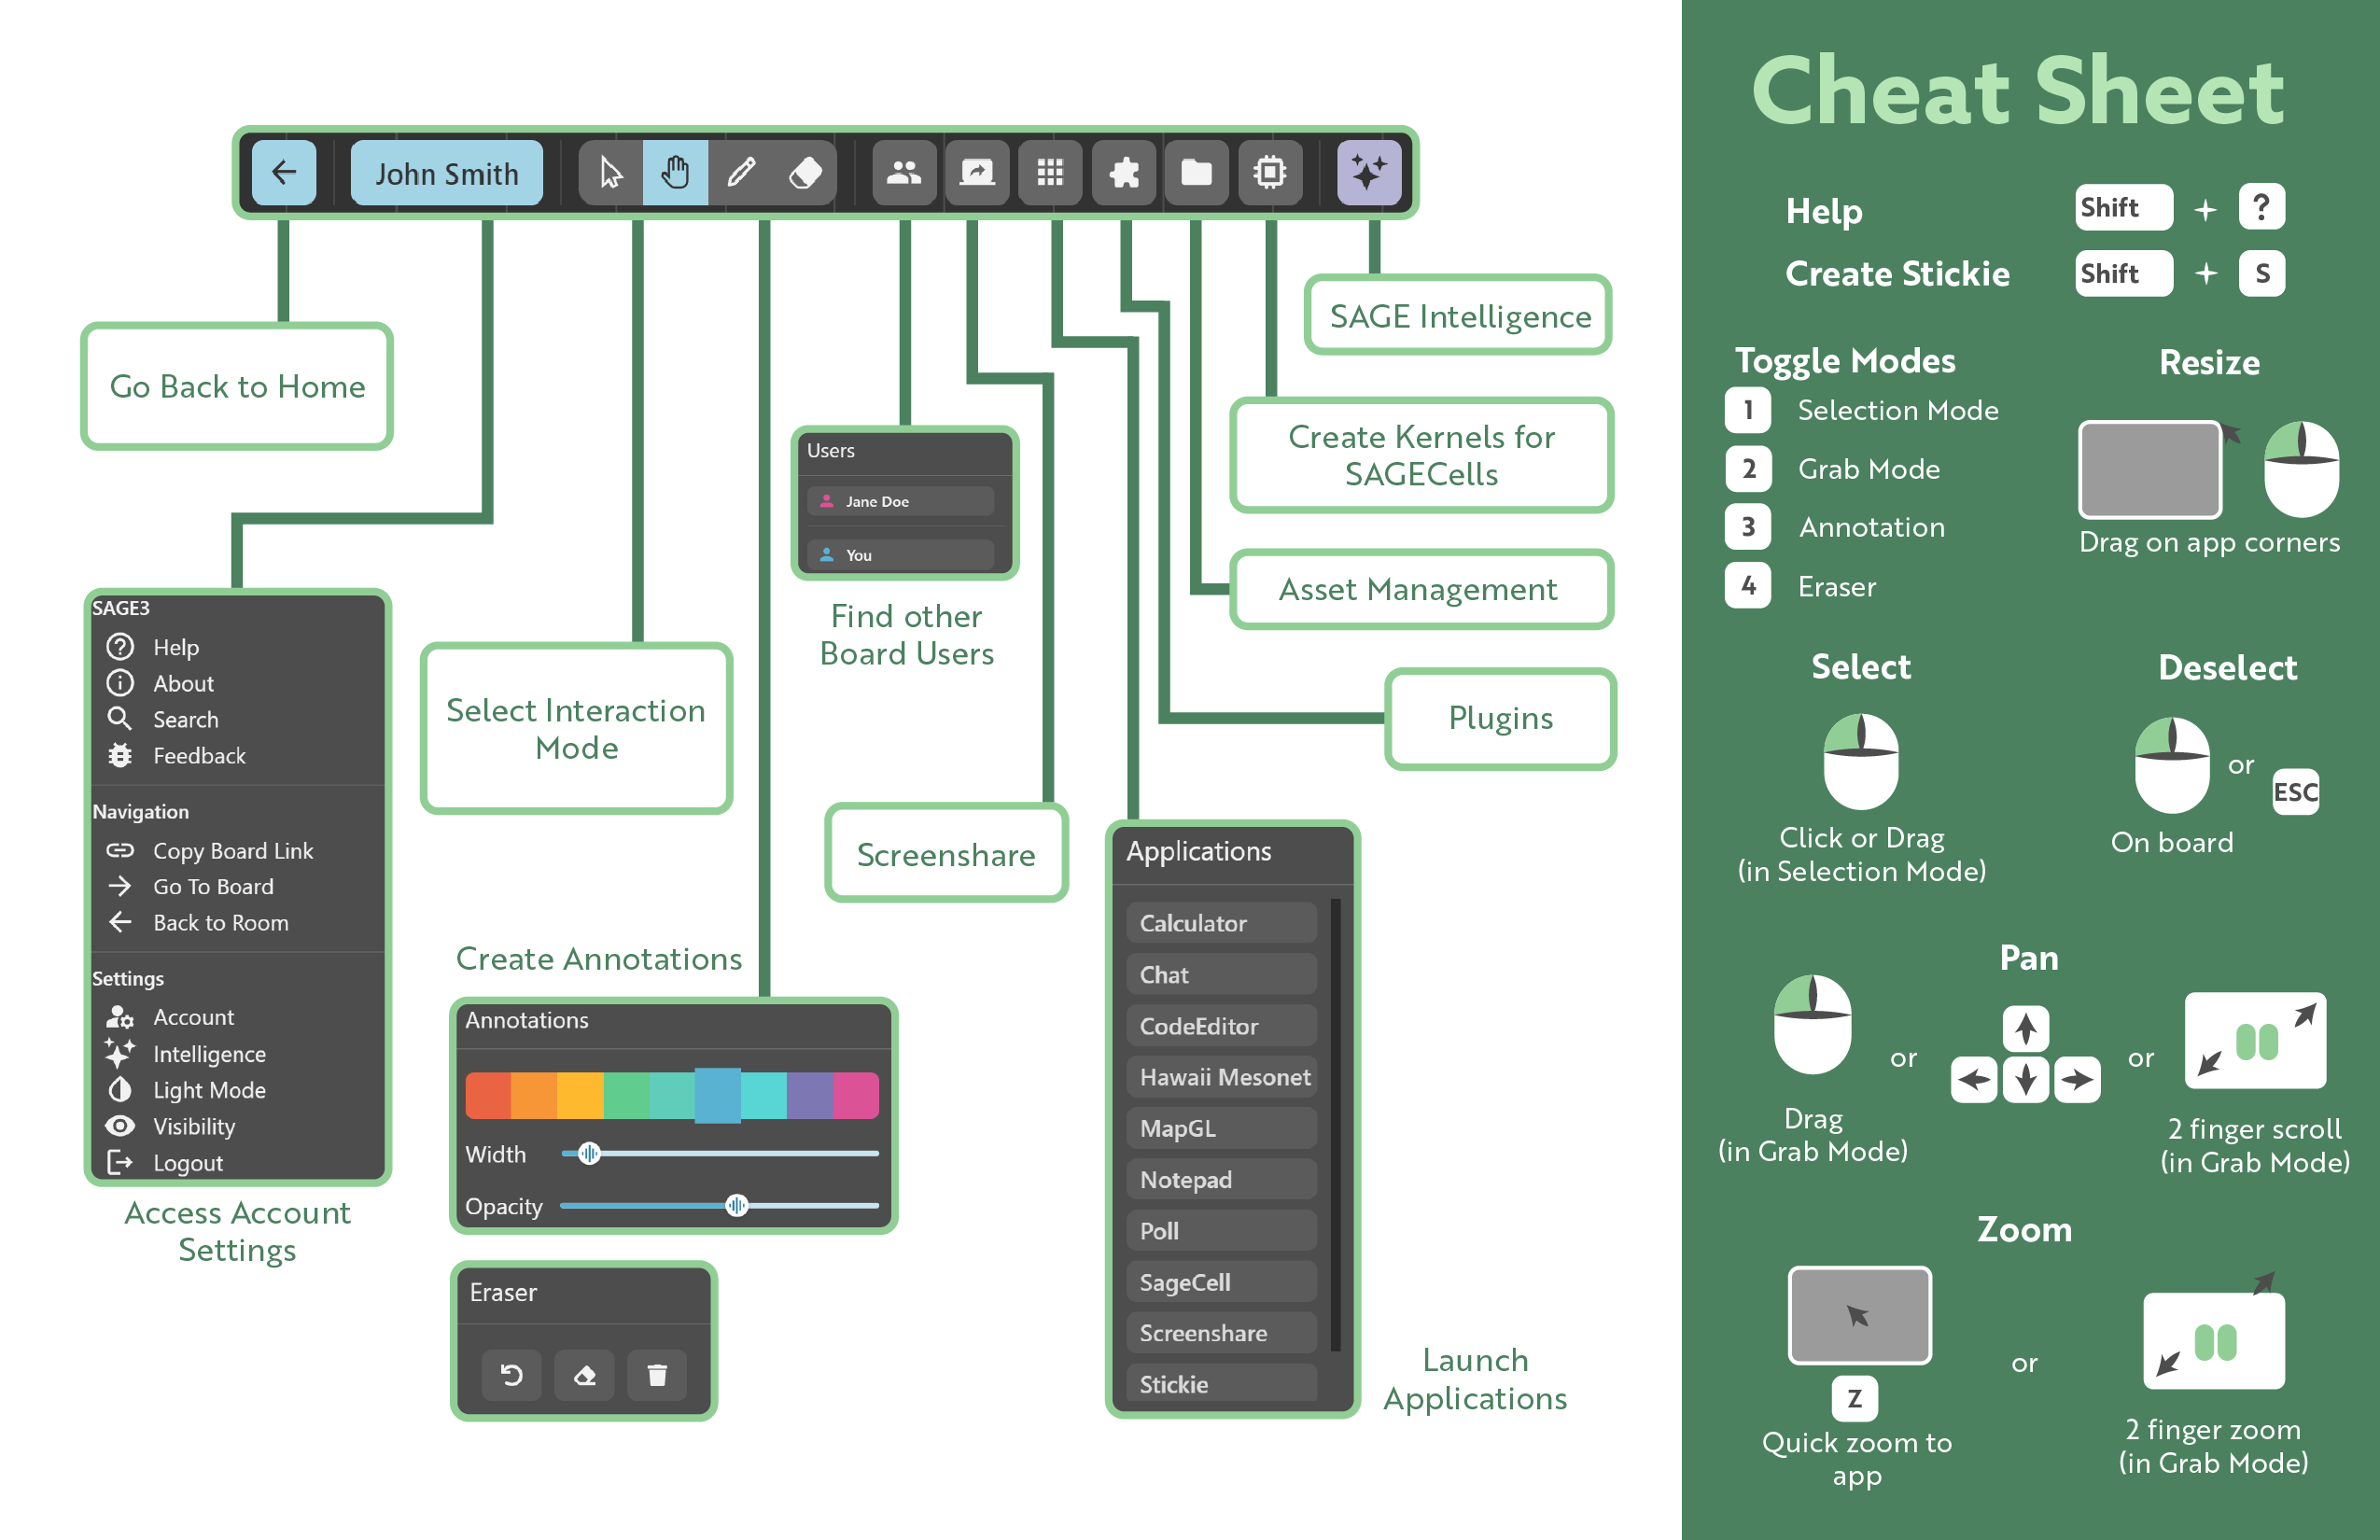 John Smith
Go Back to Home
SAGE3
Help
About
Search
Feedback
Navigation
Copy Board Link
Go To Board
Back to Room
Settings
Account
Intelligence
Light Mode
Visibility
Logout
Access Account
Settings
Select Interaction
Mode
Create Annotations
Annotations
Width
Opacity
Eraser
Users
Jane Doe
You
Find other
Board Users
Screenshare
Applications
Calculator
Chat
CodeEditor
Hawaii Mesonet
MapGL
Notepad
Poll
SageCell
Screenshare
Stickie
Launch
Applications
SAGE Intelligence
Create Kernels for
SAGECells
Asset Management
Plugins
Cheat Sheet
Help Shift + ?
Create Stickie Shift + S
Toggle Modes
1 Selection Mode
2 Grab Mode
3 Annotation
4 Eraser
Resize
Drag on app corners
Select
Click or Drag
(in Selection Mode)
Deselect
or ESC
On board
Pan
or
or
Drag
(in Grab Mode)
2 finger scroll
(in Grab Mode)
Zoom
Z
Quick zoom to
app
or
2 finger zoom
(in Grab Mode)